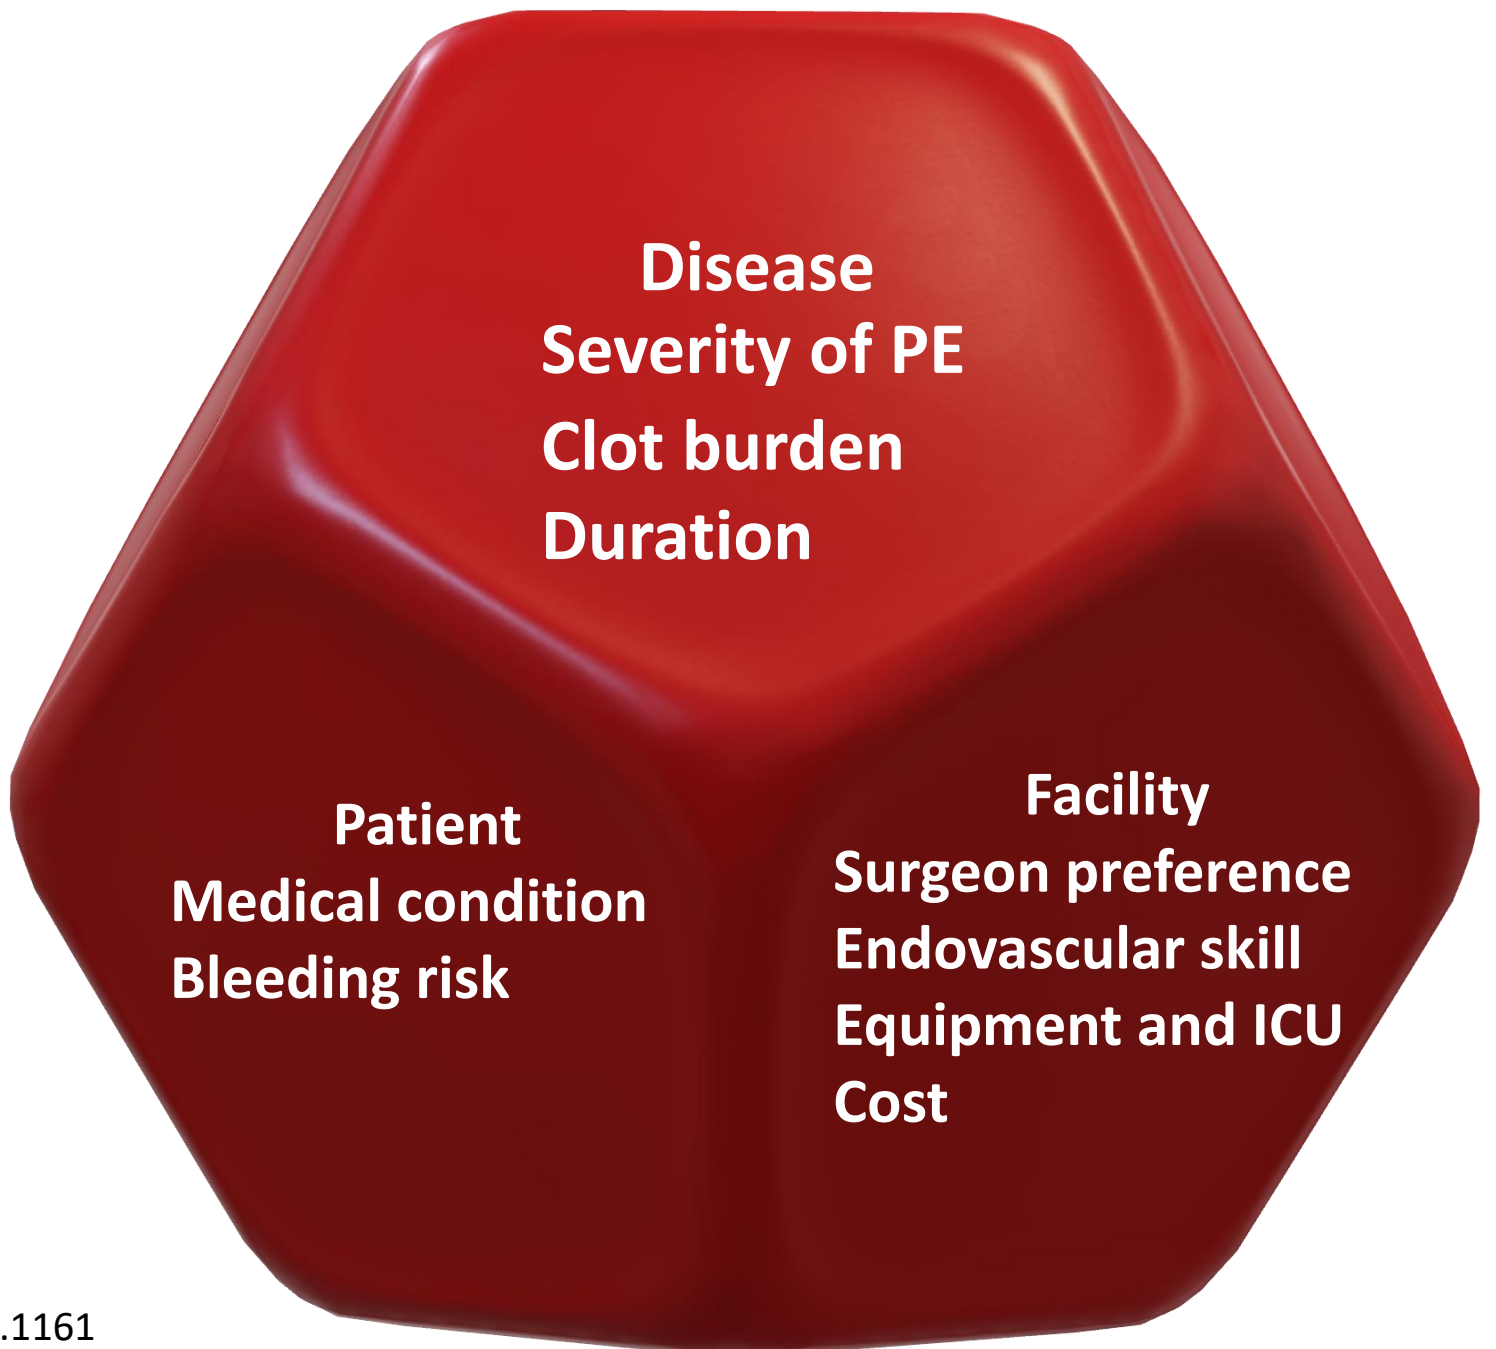 Disease
Severity of PE
Clot burden
Duration
Patient
Medical condition
Bleeding risk
Facility
Surgeon preference
Endovascular skill
Equipment and ICU
Cost
.1161